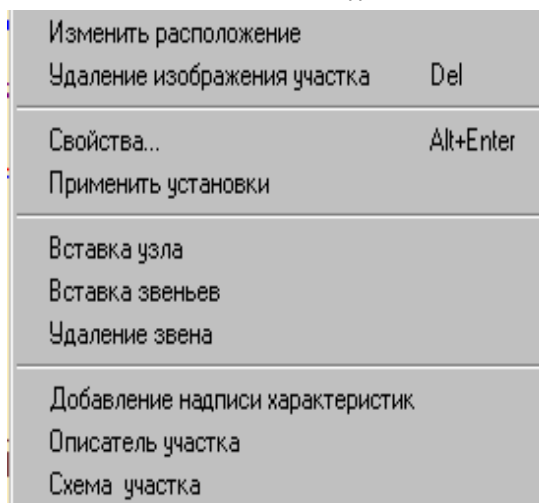 Изменить расположение
Удаление изображения участка Del
Свойства... Alt+Enter
Применить установки
Вставка узла
Вставка звеньев
Удаление звена
Добавление надписи характеристик
Описатель участка
Схема участка